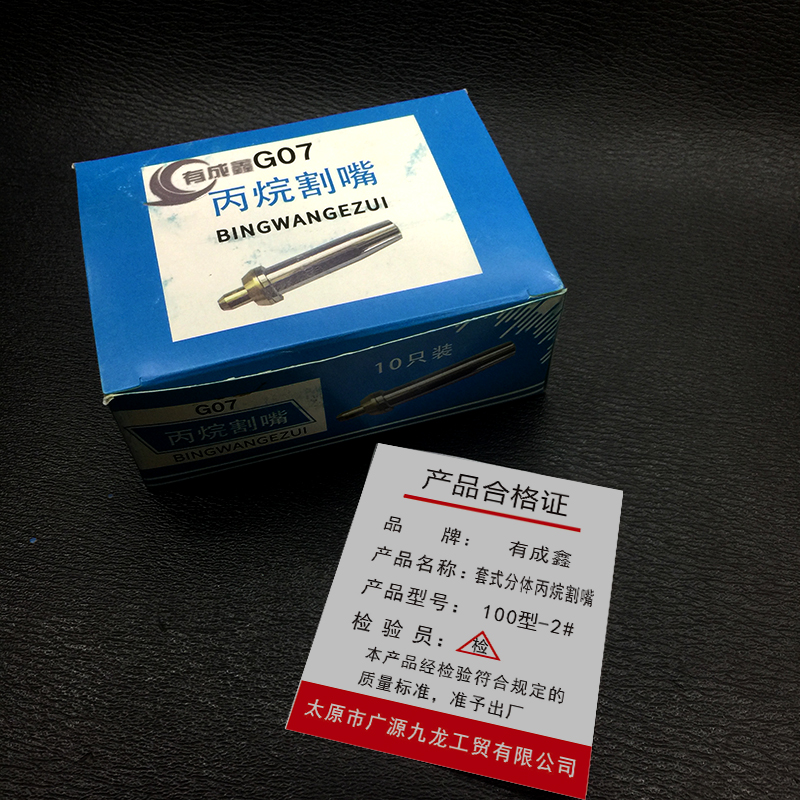 有成鑫 G07
丙烷割嘴
BINGWANGEZUI
10只装
G07
丙烷割嘴
BINGWANGEZUI
产品合格证
品 牌： 有成鑫
产品名称：套式分体丙烷割嘴
产品型号： 100型-2#
检 验 员： 检
本产品经检验符合规定的
质量标准，准予出厂
太原市广源九龙工贸有限公司